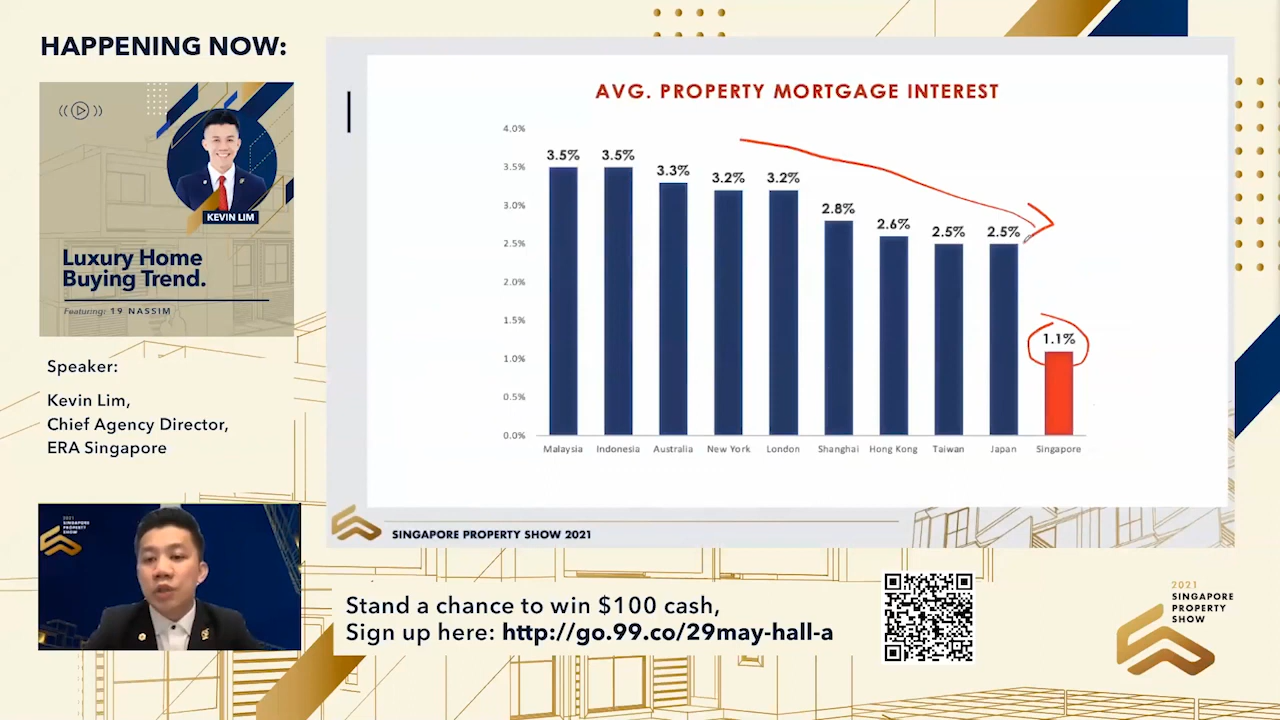 HAPPENING NOW:
KEVIN LIM
Luxury Home
Buying Trend.
Featuring: 19 NASSIM
Speaker:
Kevin Lim,
Chief Agency Director,
ERA Singapore
2021
SINGAPORE
PROPERTY
SHOW
AVG. PROPERTY MORTGAGE INTEREST
4.0%
3.5%
3.0%
2.5%
2.0%
1.5%
1.0%
0.5%
0.0%
3.5% 3.5% 3.3% 3.2% 3.2% 2.8% 2.6% 2.5% 2.5% 1.1%
Malaysia Indonesia Australia New York London Shanghai Hong Kong Taiwan Japan Singapore
SINGAPORE PROPERTY SHOW 2021
Stand a chance to win $100 cash,
Sign up here: http://go.99.co/29may-hall-a
2021
SINGAPORE
PROPERTY
SHOW